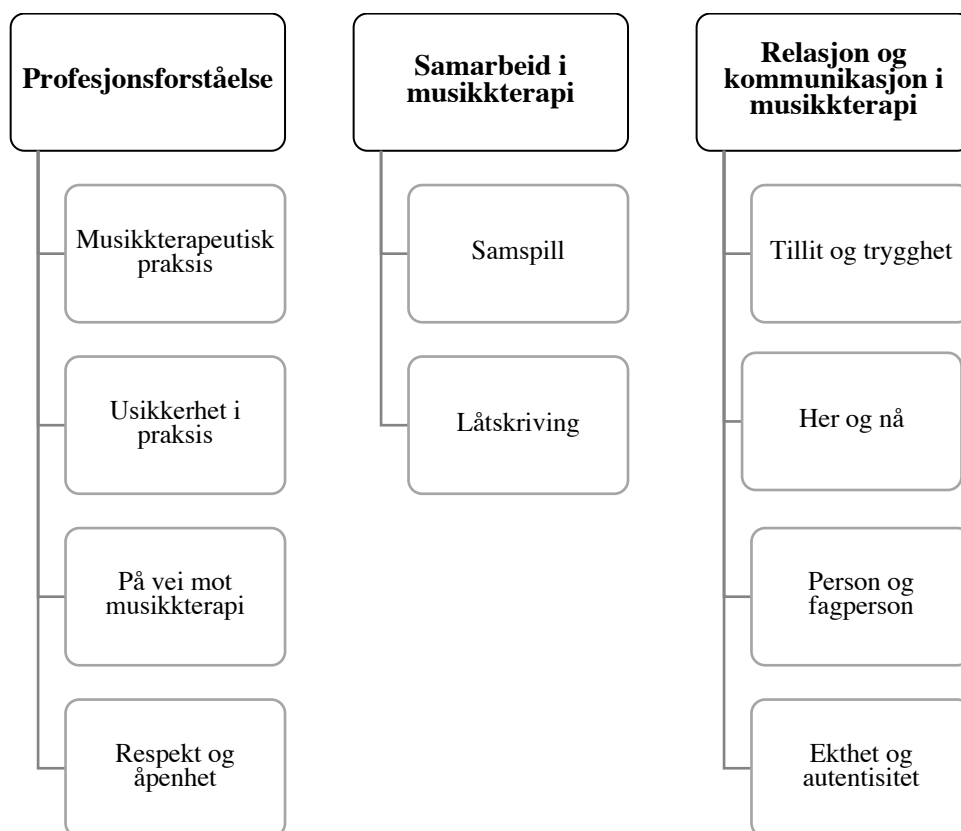 Profesjonsforståelse
Musikkterapeutisk
praksis
Usikkerhet i
praksis
På vei mot
musikkterapi
Respekt og
åpenhet
Samarbeid i
musikkterapi
Samspill
Låtskriving
Relasjon og
kommunikasjon i
musikkterapi
Tillit og trygghet
Her og nå
Person og
fagperson
Ekthet og
autentisitet